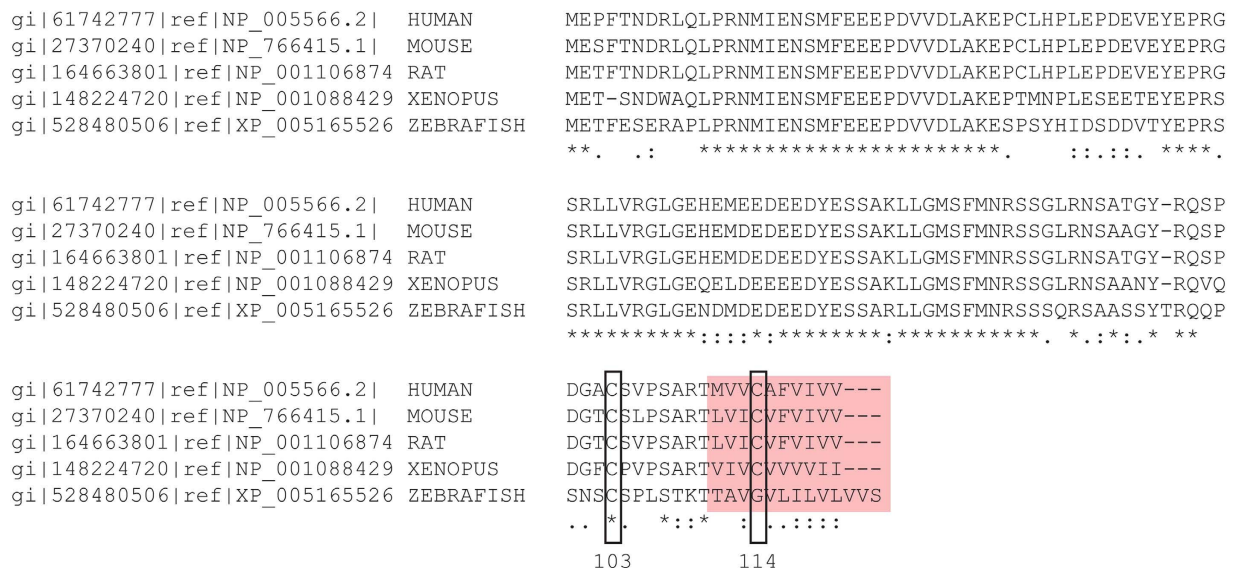 gi|61742777|ref|NP_005566.2| HUMAN MEPFTNDRLQLPRNMIENSMFEEEPDVVDLAKEPCLHPLEPDEVEYEPRG
gi|27370240|ref|NP_766415.1| MOUSE MESFTNDRLQLPRNMIENSMFEEEPDVVDLAKEPCLHPLEPDEVEYEPRG
gi|164663801|ref|NP_001106874 RAT METFTNDRLQLPRNMIENSMFEEEPDVVDLAKEPCLHPLEPDEVEYEPRG
gi|148224720|ref|NP_001088429 XENOPUS MET-SNDWAQLPRNMIENSMFEEEPDVVDLAKEPTMNPLESEETEYEPRS
gi|528480506|ref|XP_005165526 ZEBRAFISH METFESERAPLPRNMIENSMFEEEPDVVDLAKESPSYHIDSDDVTYEPRS
**. .: ***********************. ::.::. ****.
gi|61742777|ref|NP_005566.2| HUMAN SRLLVRGLGEHEMEEDEEDYESSAKLLGMSFMNRSSGLRNSATGY-RQSP
gi|27370240|ref|NP_766415.1| MOUSE SRLLVRGLGEHEMDEDEEDYESSAKLLGMSFMNRSSGLRNSAAGY-RQSP
gi|164663801|ref|NP_001106874 RAT SRLLVRGLGEHEMDEDEEDYESSAKLLGMSFMNRSSGLRNSATGY-RQSP
gi|148224720|ref|NP_001088429 XENOPUS SRLLVRGLGEQELDEEEEDYESSAKLLGMSFMNRSSGLRNSAANY-RQVQ
gi|528480506|ref|XP_005165526 ZEBRAFISH SRLLVRGLGENDMDEDEEDYESSARLLGMSFMNRSSSQRSAASSYTRQQP
**********::::*:********:***********. *.:*:.* **
gi|61742777|ref|NP_005566.2| HUMAN DGACSVPSARTMVVCAFVIVV---
gi|27370240|ref|NP_766415.1| MOUSE DGTCSLPSARTLVICVFVIVV---
gi|164663801|ref|NP_001106874 RAT DGTCSVPSARTLVICVFVIVV---
gi|148224720|ref|NP_001088429 XENOPUS DGFCPVPSARTVIVCVVVVII---
gi|528480506|ref|XP_005165526 ZEBRAFISH SNSCSPLSTKTTAVGVLILVLVVS
.. *. *::* : ..::::
103 114